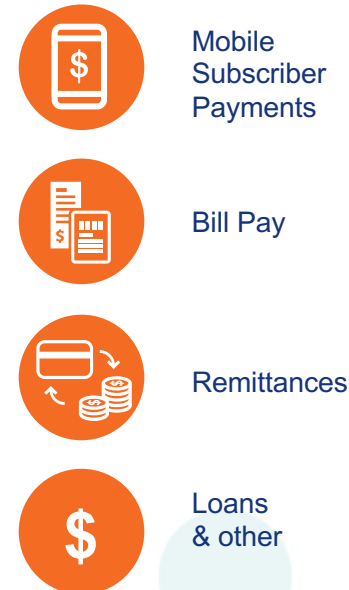 $
Mobile
Subscriber
Payments
$
Bill Pay
$
$
Remittances
$
Loans
& other